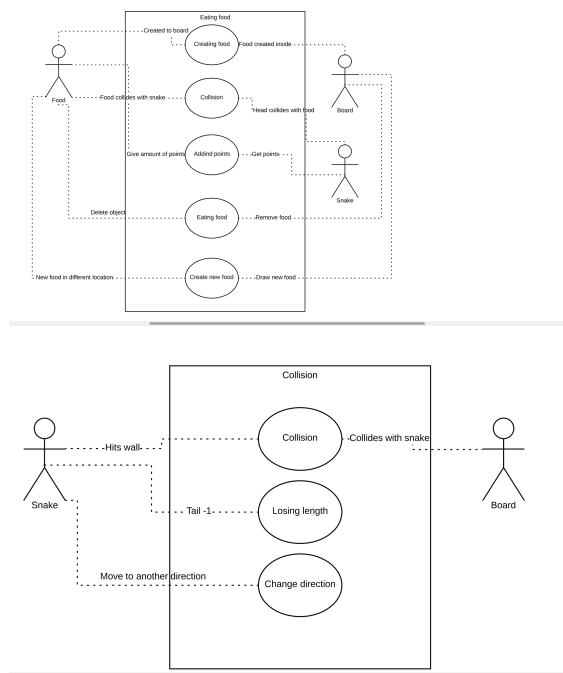 Eating food
Created to board
Creating food
Food created inside
Food
Food collides with snake
Collision
Head collides with food
Board
Give amount of points
Addind points
Get points
Snake
Delete object
Eating food
Remove food
New food in different location
Create new food
Draw new food
Collision
Hits wall
Collision
Collides with snake
Snake
Tail -1
Losing length
Board
Move to another direction
Change direction